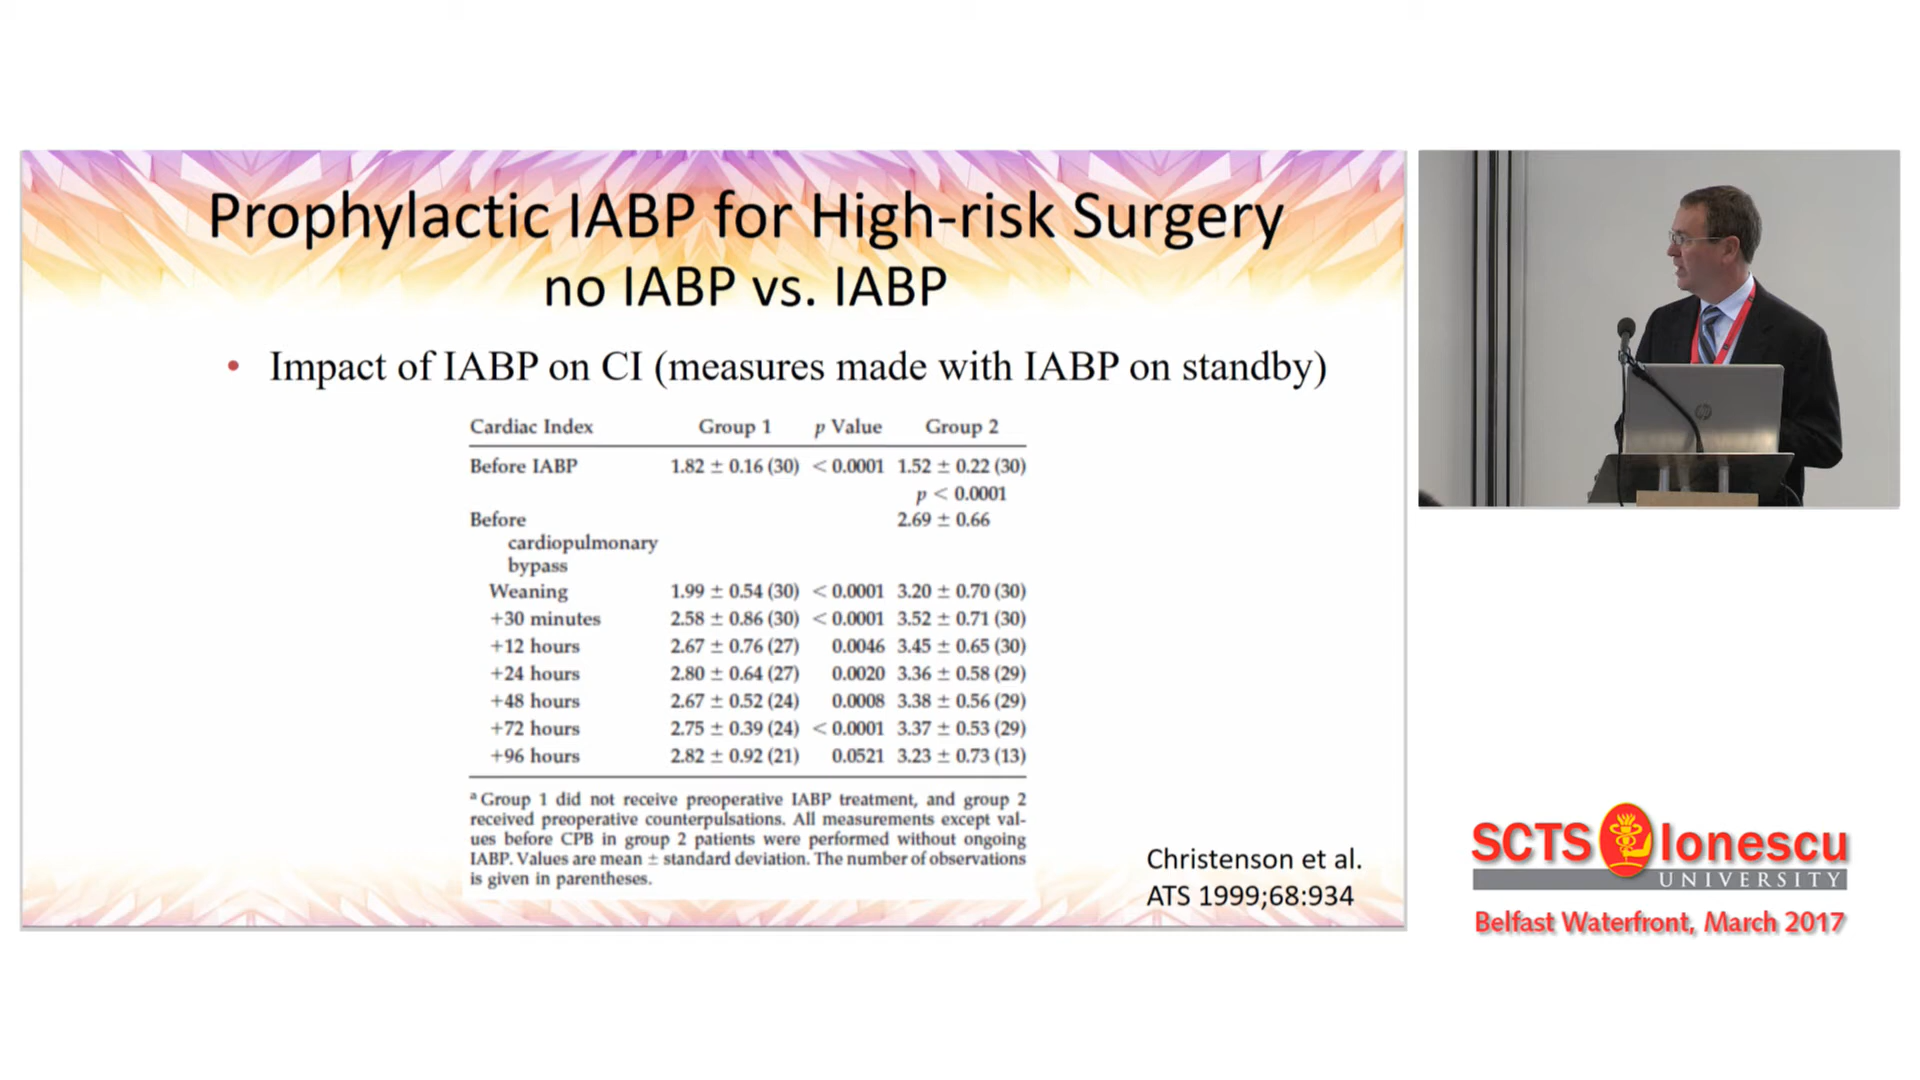 Prophylactic IABP for High-risk Surgery
no IABP vs. IABP
• Impact of IABP on CI (measures made with IABP on standby)
Cardiac Index Group 1 p Value Group 2
Before IABP 1.82 ± 0.16 (30) < 0.0001 1.52 ± 0.22 (30)
p < 0.0001
Before 2.69 ± 0.66
cardiopulmonary
bypass
Weaning 1.99 ± 0.54 (30) < 0.0001 3.20 ± 0.70 (30)
+30 minutes 2.58 ± 0.86 (30) < 0.0001 3.52 ± 0.71 (30)
+12 hours 2.67 ± 0.76 (27) 0.0046 3.45 ± 0.65 (30)
+24 hours 2.80 ± 0.64 (27) 0.0020 3.36 ± 0.58 (29)
+48 hours 2.67 ± 0.52 (24) 0.0008 3.38 ± 0.56 (29)
+72 hours 2.75 ± 0.39 (24) < 0.0001 3.37 ± 0.53 (29)
+96 hours 2.82 ± 0.92 (21) 0.0521 3.23 ± 0.73 (13)
a Group 1 did not receive preoperative IABP treatment, and group 2
received preoperative counterpulsations. All measurements except val-
ues before CPB in group 2 patients were performed without ongoing
IABP. Values are mean ± standard deviation. The number of observations
is given in parentheses.
Christenson et al.
ATS 1999;68:934
hp
SCTS Ionescu
UNIVERSITY
Belfast Waterfront, March 2017